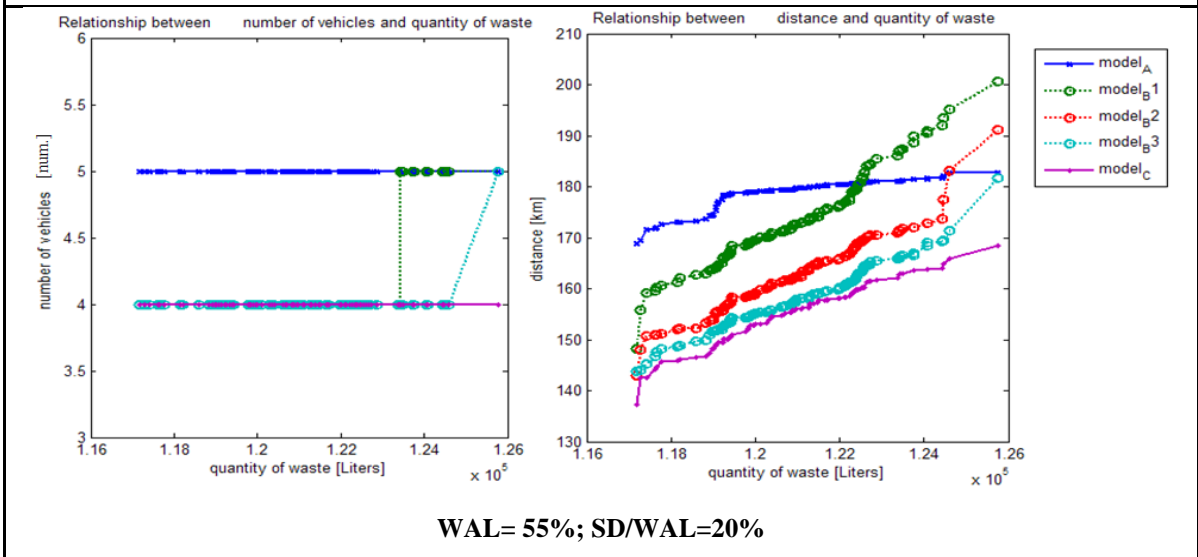 Relationship between number of vehicles and quantity of waste
6
5.5
5
4.5
4
3.5
3
number of vehicles [num.]
1.16 1.18 1.2 1.22 1.24 1.26
quantity of waste [Liters]
x 10^5
Relationship between distance and quantity of waste
210
200
190
180
170
160
150
140
130
distance [km]
1.16 1.18 1.2 1.22 1.24 1.26
quantity of waste [Liters]
x 10^5
model_A
model_B1
model_B2
model_B3
model_C
WAL= 55%; SD/WAL=20%